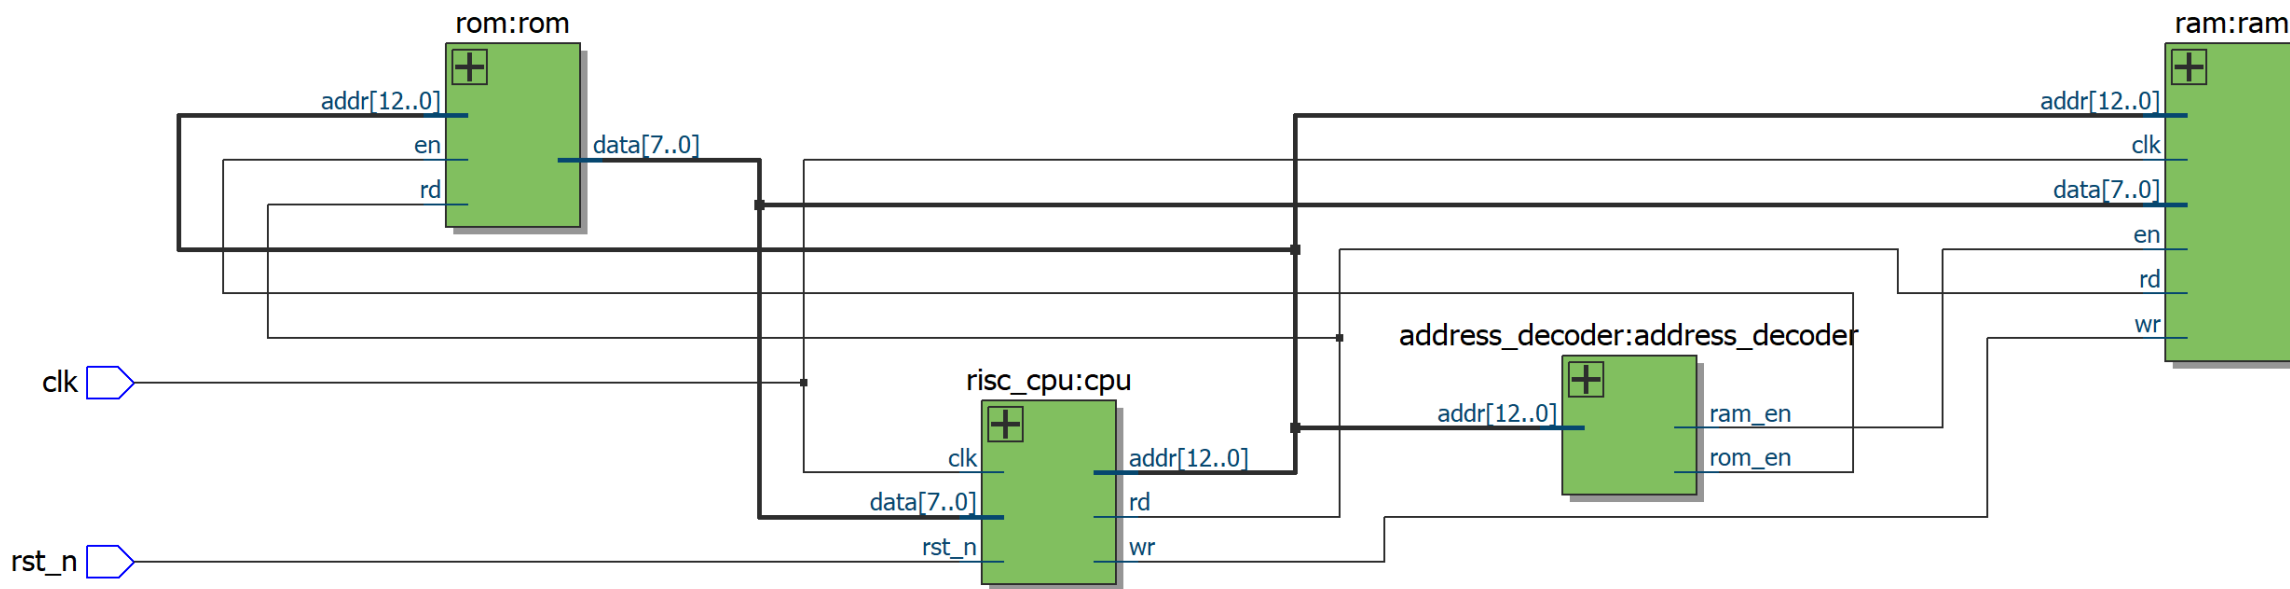 rom:rom
addr[12..0]
en
rd
data[7..0]
ram:ram
addr[12..0]
clk
data[7..0]
en
rd
wr
clk
rst_n
risc_cpu:cpu
clk
data[7..0]
rst_n
addr[12..0]
rd
wr
address_decoder:address_decoder
addr[12..0]
ram_en
rom_en